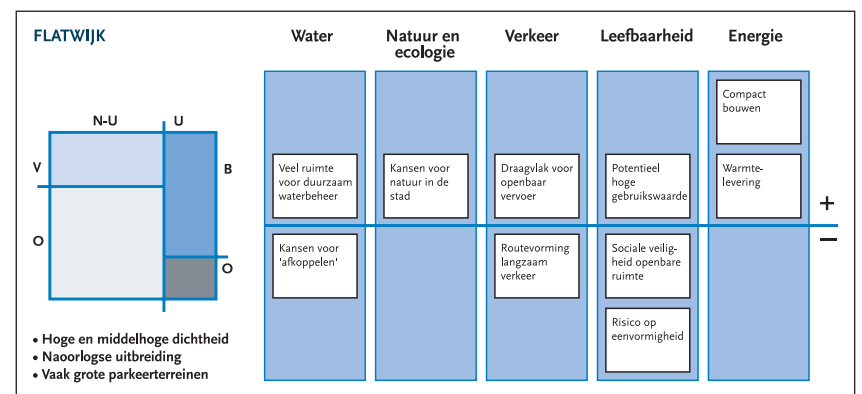 FLATWIJK
Water
Natuur en
ecologie
Verkeer
Leefbaarheid
Energie
N-U
U
V
B
O
O
• Hoge en middelhoge dichtheid
• Naoorlogse uitbreiding
• Vaak grote parkeerterreinen
Veel ruimte
voor duurzaam
waterbeheer
Kansen voor
'afkoppelen'
Kansen voor
natuur in de
stad
Draagvlak voor
openbaar
vervoer
Routevorming
langzaam
verkeer
Potentieel
hoge
gebruikswaarde
Sociale veilig-
heid openbare
ruimte
Risico op
eenvormigheid
Compact
bouwen
Warmte-
levering
+
−